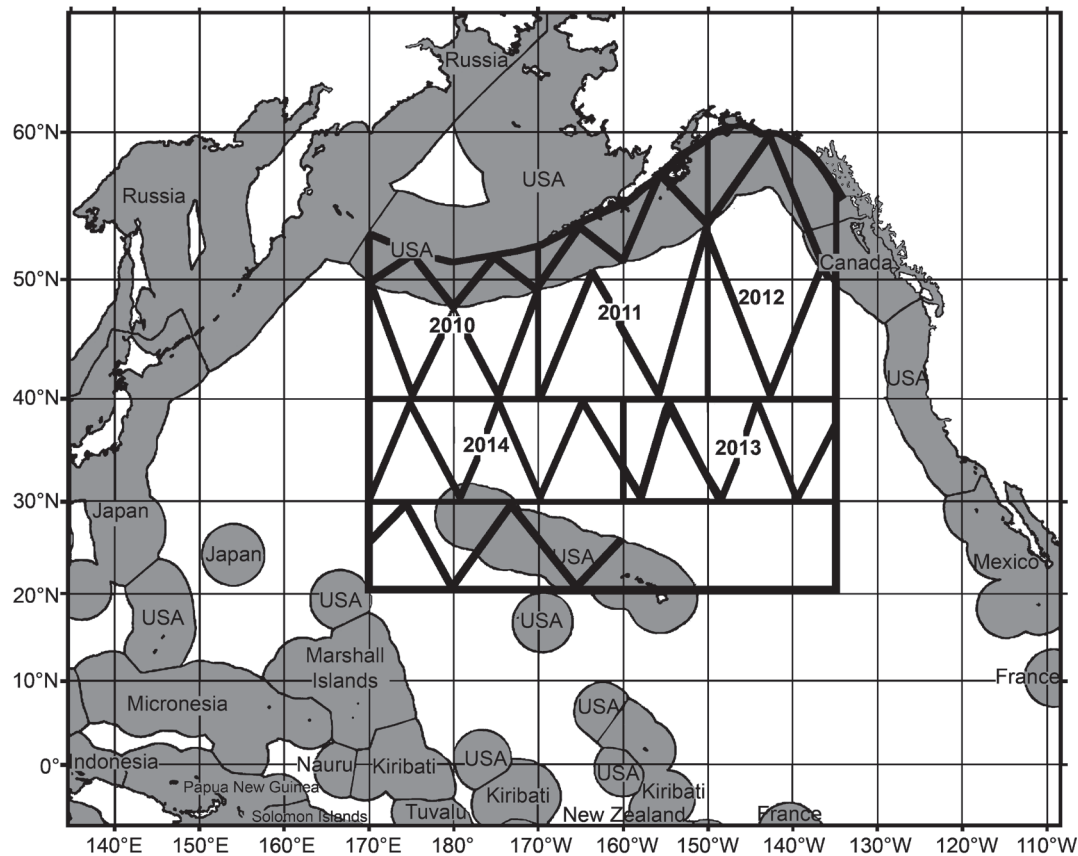 Russia
60°N
Russia
USA
USA
Canada
50°N
2010
2011
2012
USA
40°N
2014
2013
30°N
Japan
Japan
USA
Mexico
20°N
USA
USA
USA
Marshall
Islands
10°N
France
Micronesia
USA
0°
Indonesia
Nauru
Kiribati
USA
USA
Papua New Guinea
Kiribati
Kiribati
Solomon Islands
Tuvalu
New Zealand
France
140°E
150°E
160°E
170°E
180°
170°W
160°W
150°W
140°W
130°W
120°W
110°W